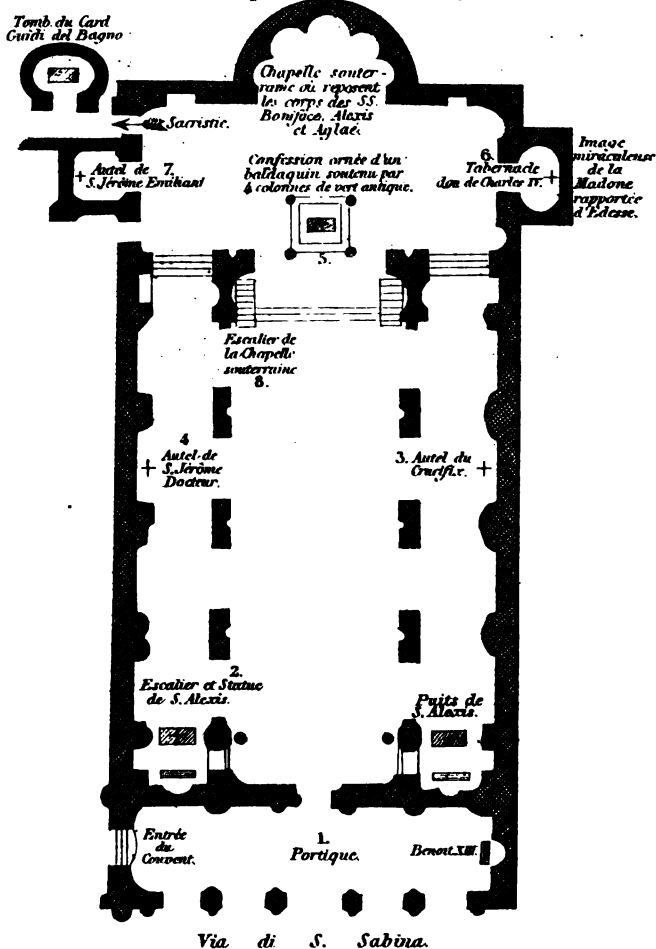 Tomb. du Card
Guidi del Bagno
Chapelle souter-
raine où reposent
les corps des SS.
Boniface, Alexis
et Aglaé.
Sacristie.
Confession ornée d'un
baldaquin soutenu par
4 colonnes de vert antique.
7.
Autel de
S. Jérôme Emiliani
6.
Tabernacle
don de Charles IV.
Image
miraculeuse
de la
Madone
rapportée
d'Edesse.
5.
Escalier de
la Chapelle
souterraine
8.
4
Autel de
S. Jérôme
Docteur.
3. Autel du
Crucifix.
2.
Escalier et Statue
de S. Alexis.
Puits de
S. Alexis.
Entrée
du
Couvent.
1.
Portique.
Benoit XIII.
Via di S. Sabina.